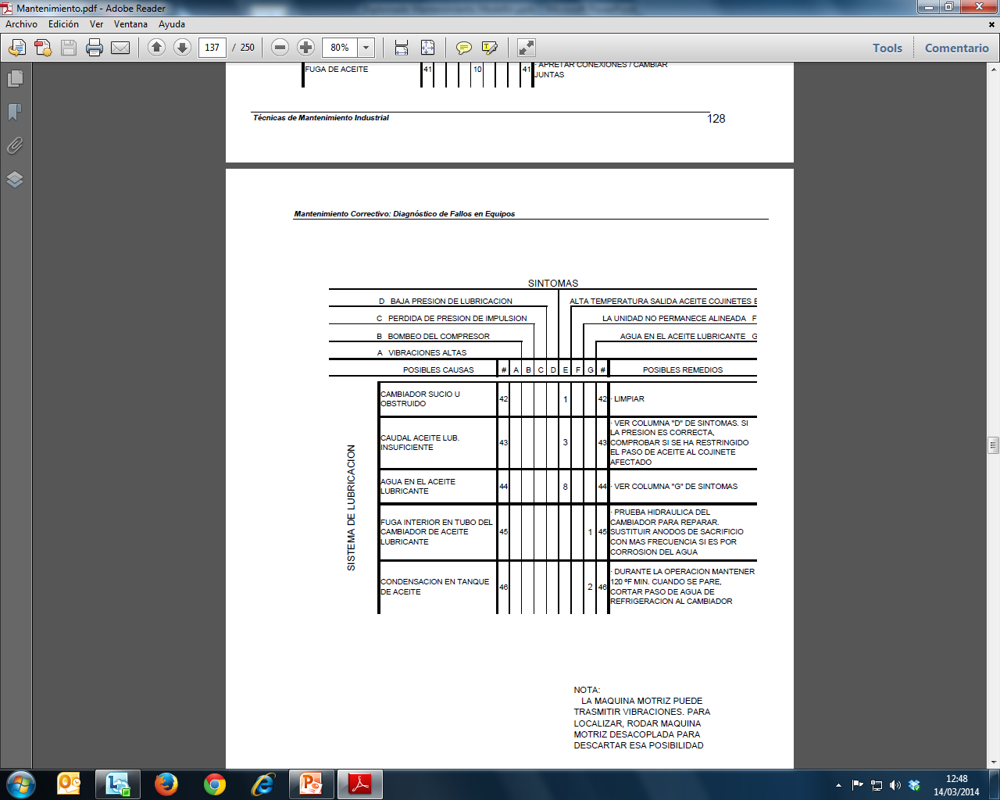 Mantenimiento.pdf - Adobe Reader
Archivo Edición Ver Ventana Ayuda
137 / 250 80% Tools Comentario
FUGA DE ACEITE 41 10 41 - APRETAR CONEXIONES / CAMBIAR
JUNTAS
Técnicas de Mantenimiento Industrial 128
Mantenimiento Correctivo: Diagnóstico de Fallos en Equipos
SINTOMAS
D BAJA PRESION DE LUBRICACION ALTA TEMPERATURA SALIDA ACEITE COJINETES E
C PERDIDA DE PRESION DE IMPULSION LA UNIDAD NO PERMANECE ALINEADA F
B BOMBEO DEL COMPRESOR AGUA EN EL ACEITE LUBRICANTE G
A VIBRACIONES ALTAS
POSIBLES CAUSAS # A B C D E F G # POSIBLES REMEDIOS
SISTEMA DE LUBRICACION
CAMBIADOR SUCIO U
OBSTRUIDO
42 1 42 · LIMPIAR
CAUDAL ACEITE LUB.
INSUFICIENTE
43 3 43
· VER COLUMNA "D" DE SINTOMAS. SI
LA PRESION ES CORRECTA,
COMPROBAR SI SE HA RESTRINGIDO
EL PASO DE ACEITE AL COJINETE
AFECTADO
AGUA EN EL ACEITE
LUBRICANTE
44 8 44 · VER COLUMNA "G" DE SINTOMAS
FUGA INTERIOR EN TUBO DEL
CAMBIADOR DE ACEITE
LUBRICANTE
45 1 45
· PRUEBA HIDRAULICA DEL
CAMBIADOR PARA REPARAR.
SUSTITUIR ANODOS DE SACRIFICIO
CON MAS FRECUENCIA SI ES POR
CORROSION DEL AGUA
CONDENSACION EN TANQUE
DE ACEITE
46 2 46
· DURANTE LA OPERACION MANTENER
120 ºF MIN. CUANDO SE PARE,
CORTAR PASO DE AGUA DE
REFRIGERACION AL CAMBIADOR
NOTA:
LA MAQUINA MOTRIZ PUEDE
TRASMITIR VIBRACIONES. PARA
LOCALIZAR, RODAR MAQUINA
MOTRIZ DESACOPLADA PARA
DESCARTAR ESA POSIBILIDAD
12:48
14/03/2014